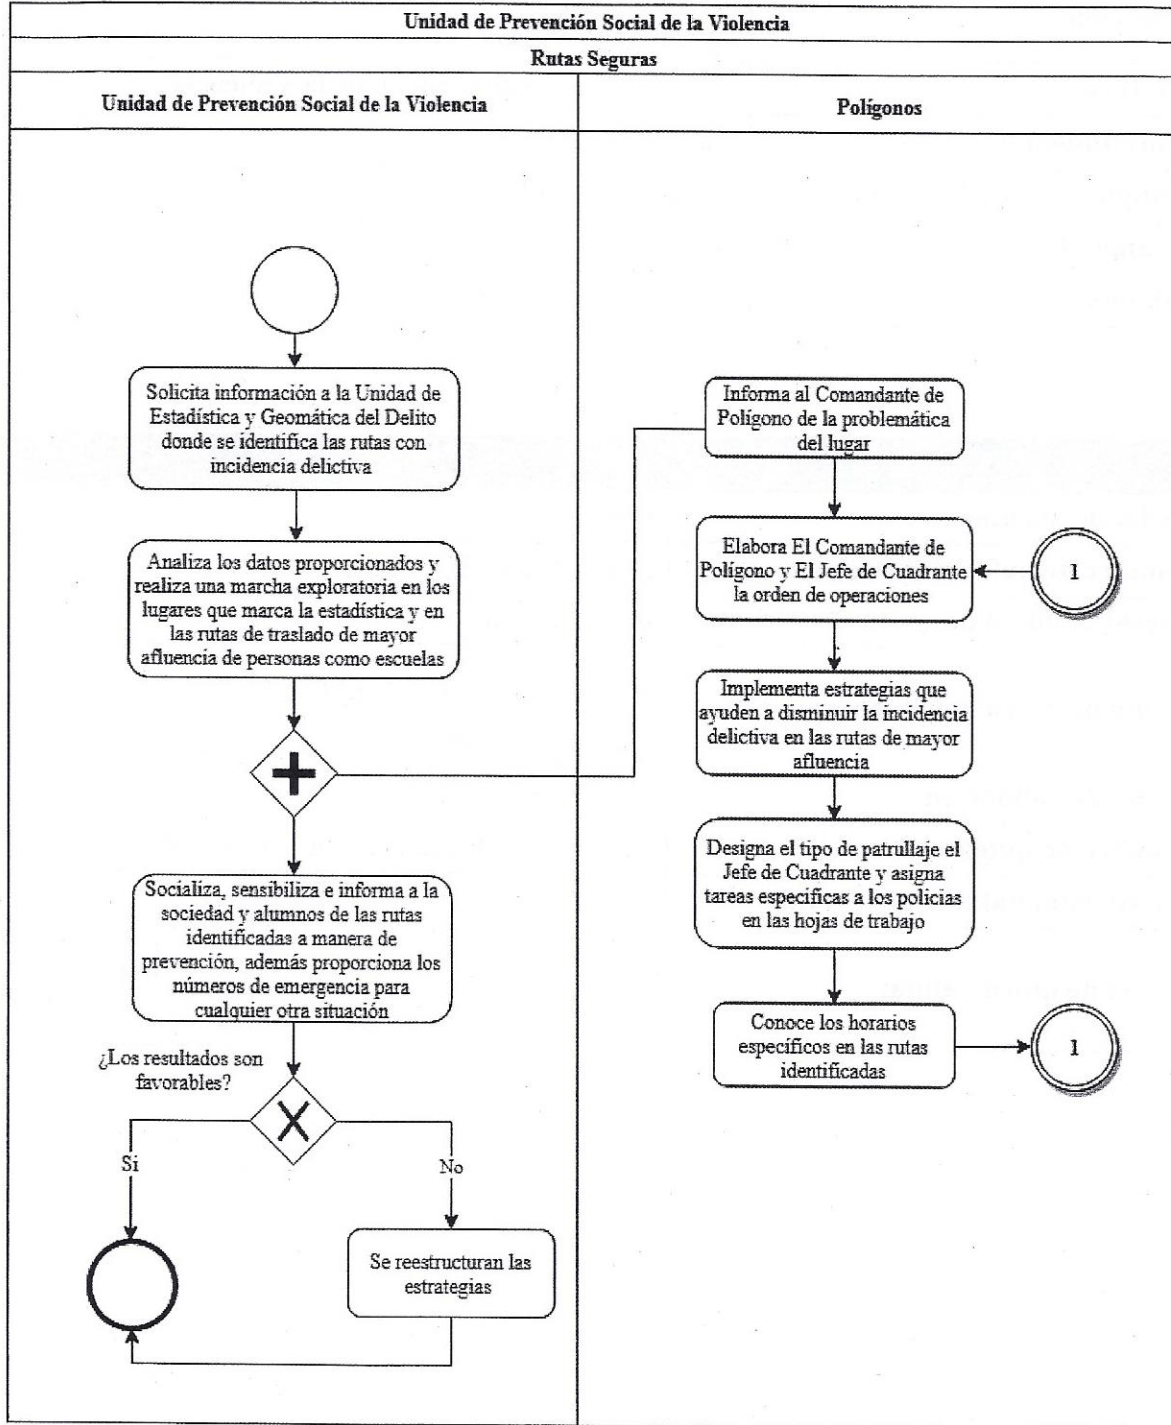 Unidad de Prevención Social de la Violencia
Rutas Seguras
Unidad de Prevención Social de la Violencia
Polígonos
Solicita información a la Unidad de
Estadística y Geomática del Delito
donde se identifica las rutas con
incidencia delictiva
Analiza los datos proporcionados y
realiza una marcha exploratoria en los
lugares que marca la estadística y en
las rutas de traslado de mayor
afluencia de personas como escuelas
Socializa, sensibiliza e informa a la
sociedad y alumnos de las rutas
identificadas a manera de
prevención, además proporciona los
números de emergencia para
cualquier otra situación
¿Los resultados son
favorables?
Si
No
Se reestructuran las
estrategias
Informa al Comandante de
Polígono de la problemática
del lugar
Elabora El Comandante de
Polígono y El Jefe de Cuadrante
la orden de operaciones
1
Implementa estrategias que
ayuden a disminuir la incidencia
delictiva en las rutas de mayor
afluencia
Designa el tipo de patrullaje el
Jefe de Cuadrante y asigna
tareas especificas a los policias
en las hojas de trabajo
Conoce los horarios
específicos en las rutas
identificadas
1